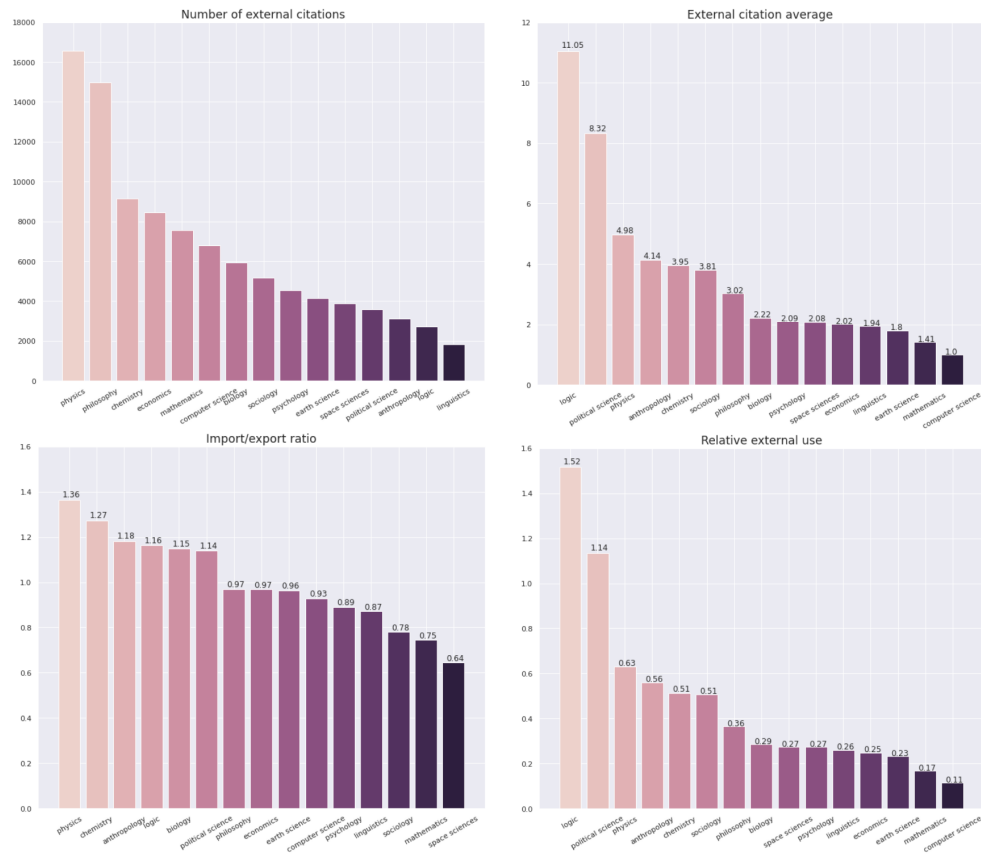 Number of external citations
18000
16000
14000
12000
10000
8000
6000
4000
2000
0
physics
philosophy
chemistry
economics
mathematics
computer science
biology
sociology
psychology
earth science
space sciences
political science
anthropology
logic
linguistics
External citation average
12
10
8
6
4
2
0
11.05
8.32
4.98
4.14
3.95
3.81
3.02
2.22
2.09
2.08
2.02
1.94
1.8
1.41
1.0
logic
political science
physics
anthropology
chemistry
sociology
philosophy
biology
psychology
space sciences
economics
linguistics
earth science
mathematics
computer science
Import/export ratio
1.6
1.4
1.2
1.0
0.8
0.6
0.4
0.2
0.0
1.36
1.27
1.18
1.16
1.15
1.14
0.97
0.97
0.96
0.93
0.89
0.87
0.78
0.75
0.64
physics
chemistry
anthropology
logic
biology
political science
philosophy
economics
earth science
computer science
psychology
linguistics
sociology
mathematics
space sciences
Relative external use
1.6
1.4
1.2
1.0
0.8
0.6
0.4
0.2
0.0
1.52
1.14
0.63
0.56
0.51
0.51
0.36
0.29
0.27
0.27
0.26
0.25
0.23
0.17
0.11
logic
political science
physics
anthropology
chemistry
sociology
philosophy
biology
space sciences
psychology
linguistics
economics
earth science
mathematics
computer science